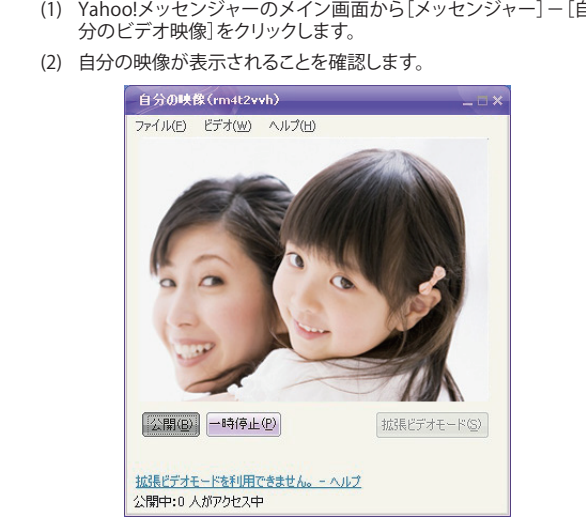 (1) Yahoo!メッセンジャーのメイン画面から[メッセンジャー]－[自
分のビデオ映像]をクリックします。
(2) 自分の映像が表示されることを確認します。
自分の映像(rm4t2vvh)
ファイル(F) ビデオ(W) ヘルプ(H)
公開(B) 一時停止(P) 拡張ビデオモード(S)
拡張ビデオモードを利用できません。 - ヘルプ
公開中:0 人がアクセス中